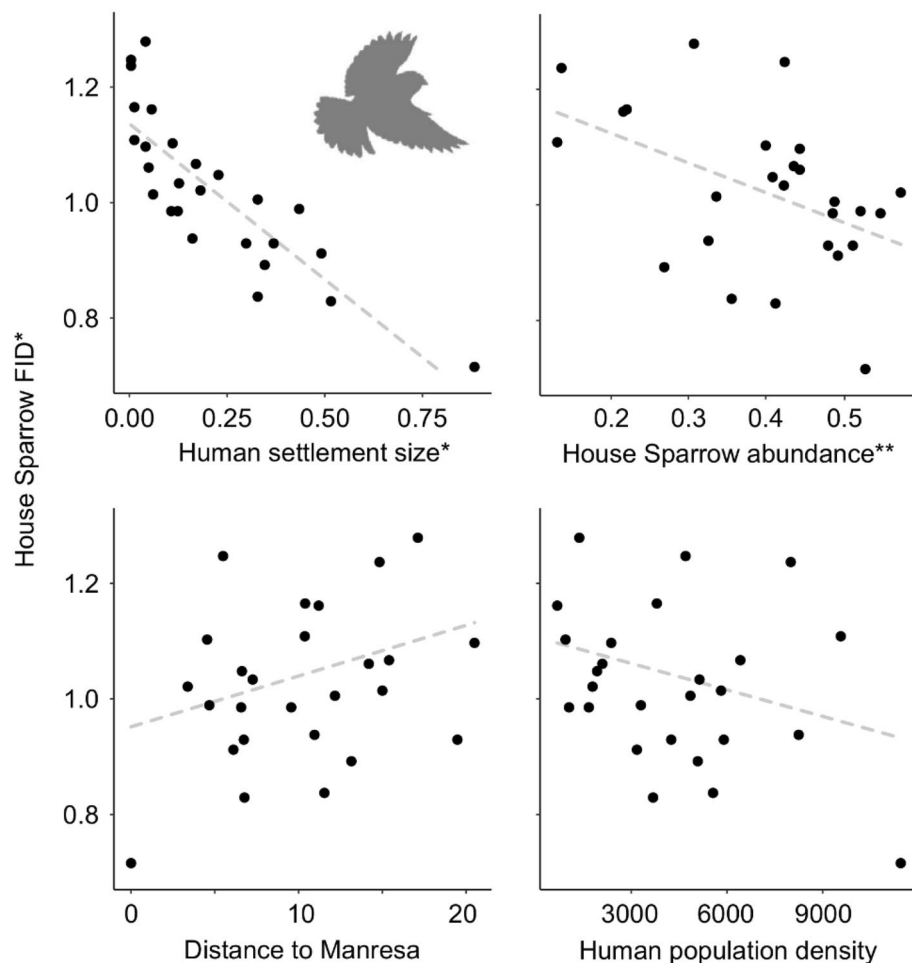 House Sparrow FID*
1.2
1.0
0.8
0.00 0.25 0.50 0.75
Human settlement size*
0.2 0.3 0.4 0.5
House Sparrow abundance**
1.2
1.0
0.8
0 10 20
Distance to Manresa
3000 6000 9000
Human population density